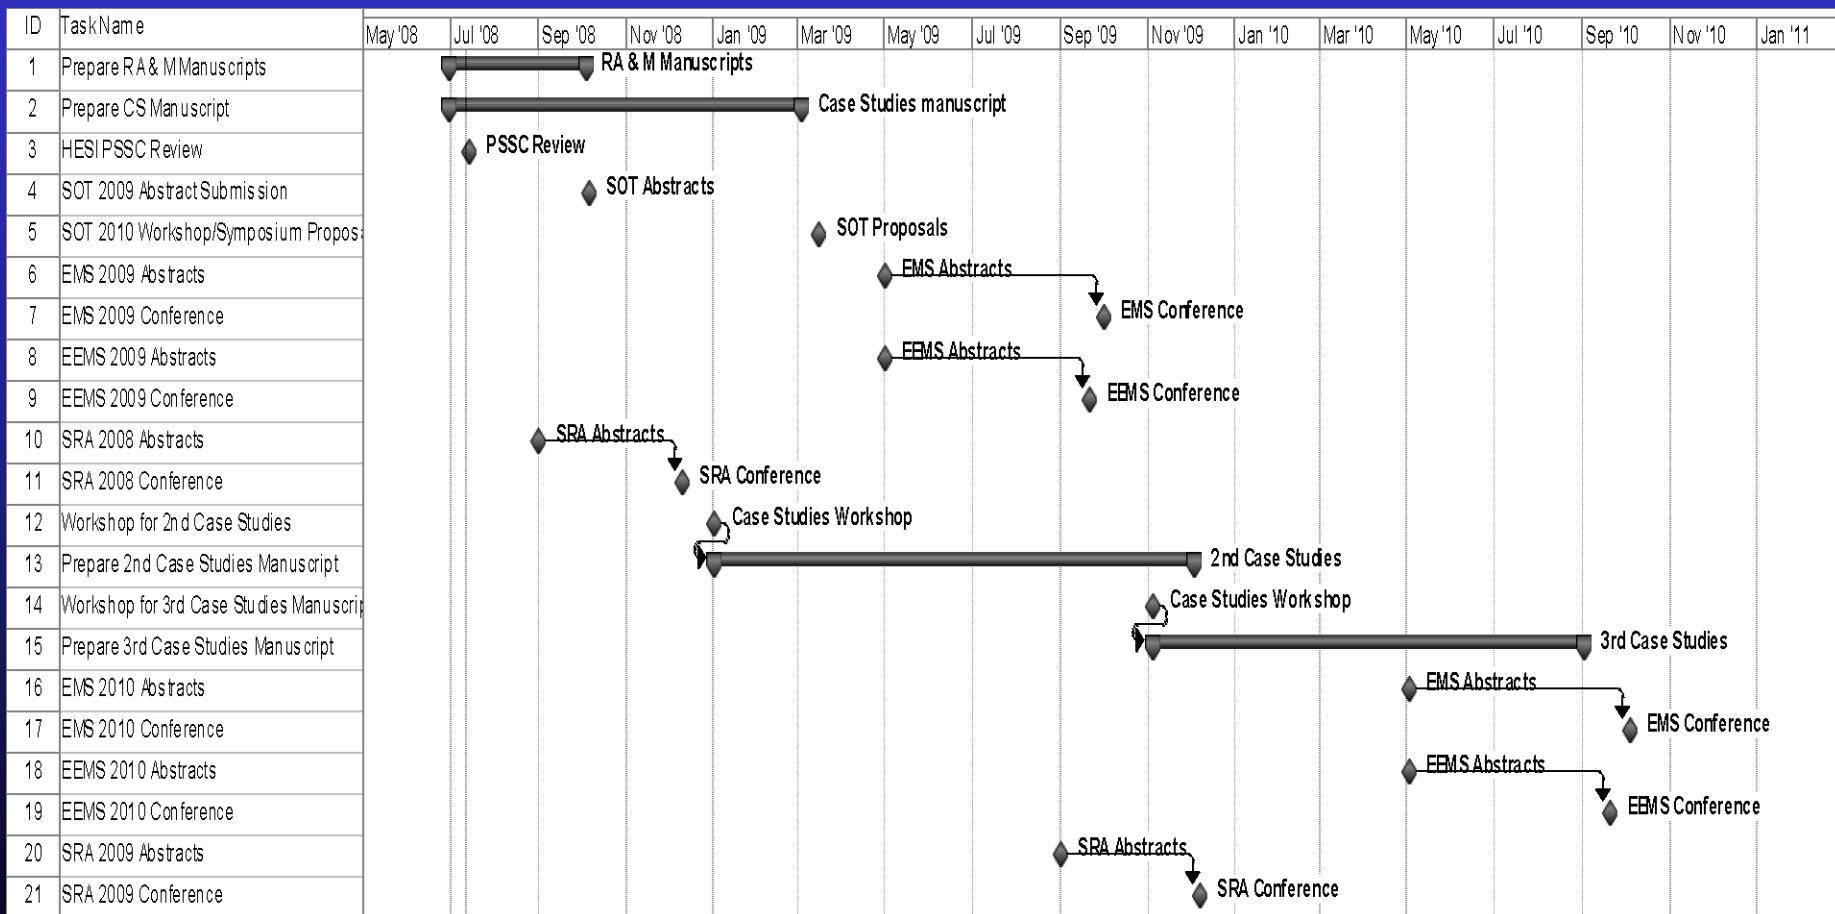 ID TaskName May '08 Jul '08 Sep '08 Nov '08 Jan '09 Mar '09 May '09 Jul '09 Sep '09 Nov '09 Jan '10 Mar '10 May '10 Jul '10 Sep '10 Nov '10 Jan '11
1 Prepare RA & M Manuscripts RA & M Manuscripts
2 Prepare CS Manuscript Case Studies manuscript
3 HESI PSSC Review PSSC Review
4 SOT 2009 Abstract Submission SOT Abstracts
5 SOT 2010 Workshop/Symposium Propos SOT Proposals
6 EMS 2009 Abstracts EMS Abstracts
7 EMS 2009 Conference EMS Conference
8 EEMS 2009 Abstracts EEMS Abstracts
9 EEMS 2009 Conference EEMS Conference
10 SRA 2008 Abstracts SRA Abstracts
11 SRA 2008 Conference SRA Conference
12 Workshop for 2nd Case Studies Case Studies Workshop
13 Prepare 2nd Case Studies Manuscript 2nd Case Studies
14 Workshop for 3rd Case Studies Manuscrip Case Studies Workshop
15 Prepare 3rd Case Studies Manuscript 3rd Case Studies
16 EMS 2010 Abstracts EMS Abstracts
17 EMS 2010 Conference EMS Conference
18 EEMS 2010 Abstracts EEMS Abstracts
19 EEMS 2010 Conference EEMS Conference
20 SRA 2009 Abstracts SRA Abstracts
21 SRA 2009 Conference SRA Conference